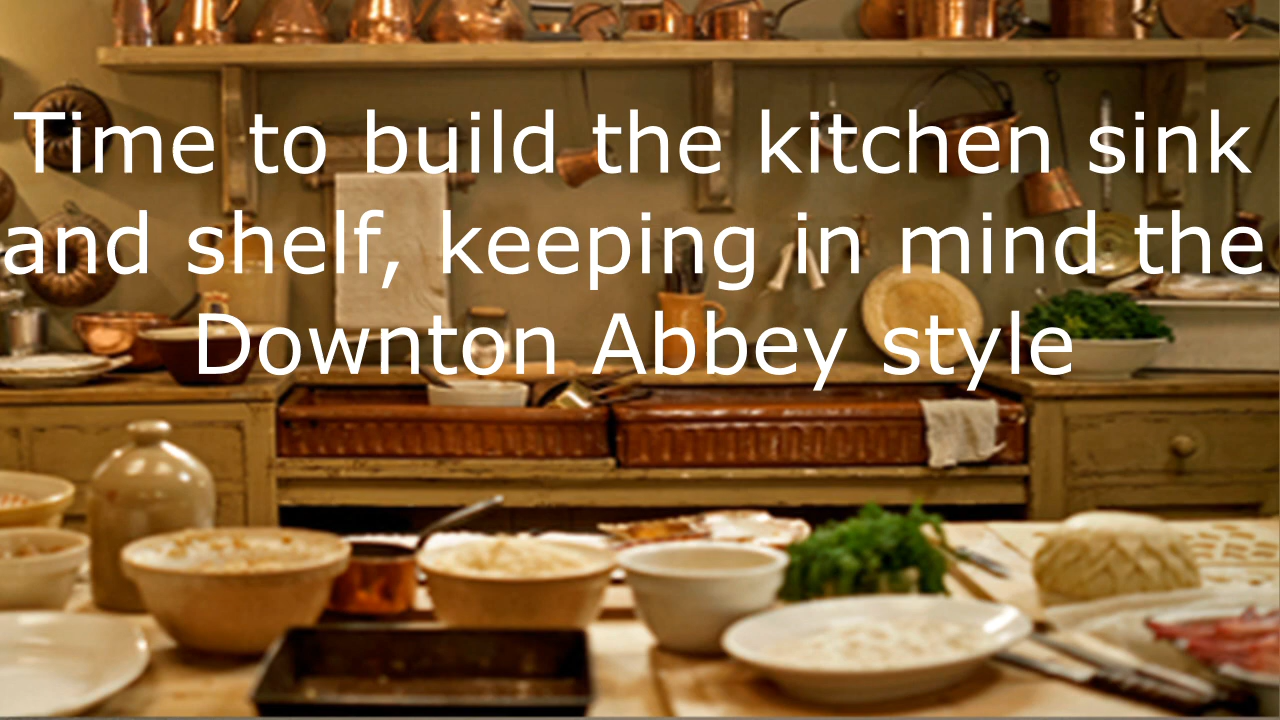 Time to build the kitchen sink
and shelf, keeping in mind the
Downton Abbey style